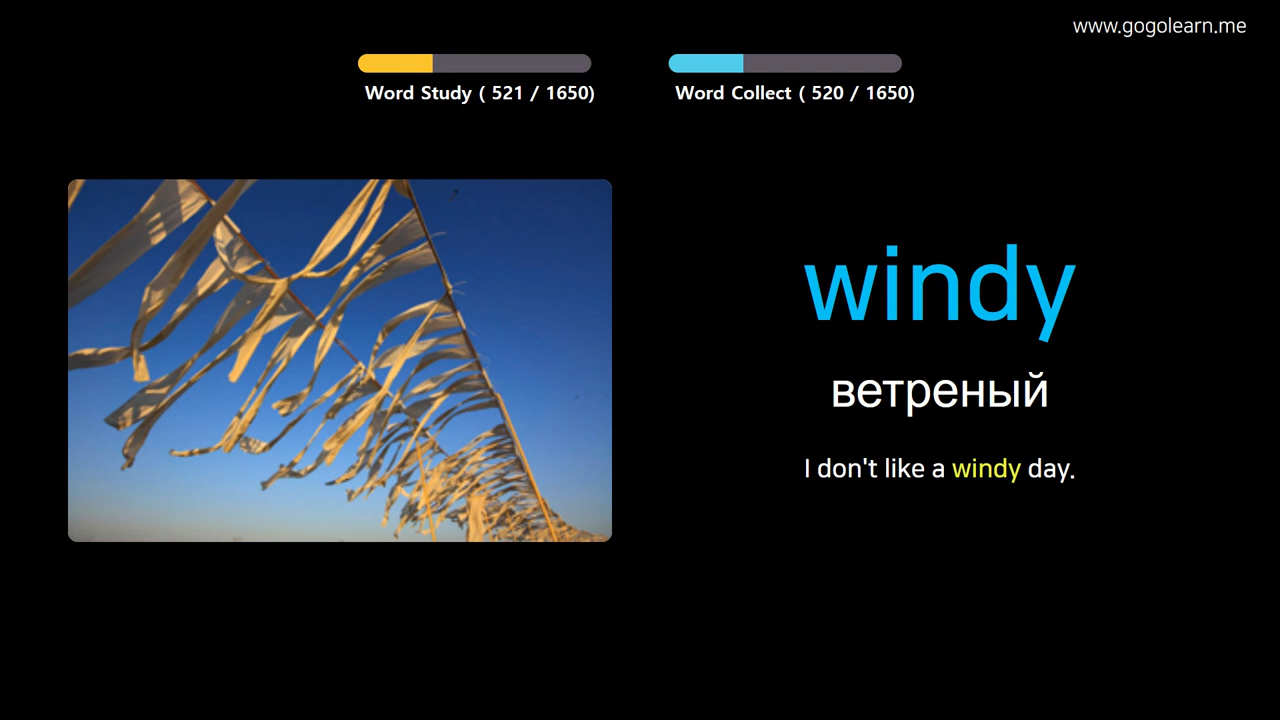 www.gogolearn.me
Word Study ( 521 / 1650)
Word Collect ( 520 / 1650)
windy
ветреный
I don't like a windy day.